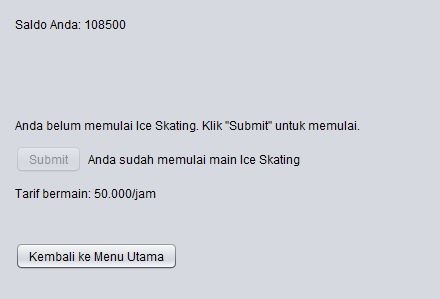 Saldo Anda: 108500
Anda belum memulai Ice Skating. Klik "Submit" untuk memulai.
Submit Anda sudah memulai main Ice Skating
Tarif bermain: 50.000/jam
Kembali ke Menu Utama